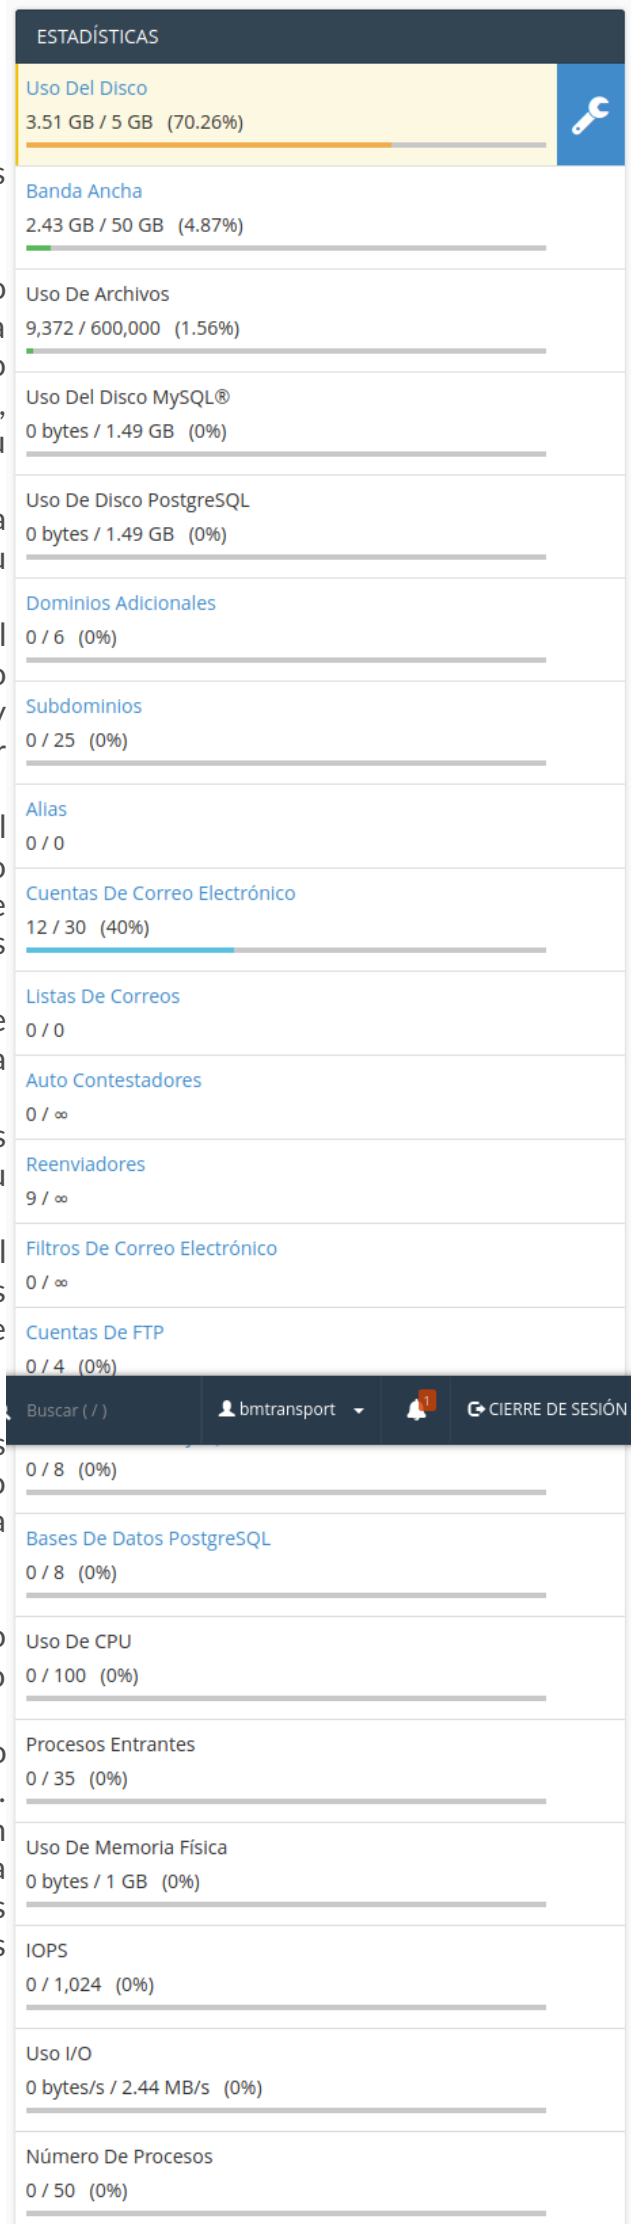 ESTADÍSTICAS
Uso Del Disco
3.51 GB / 5 GB (70.26%)
Banda Ancha
2.43 GB / 50 GB (4.87%)
Uso De Archivos
9,372 / 600,000 (1.56%)
Uso Del Disco MySQL®
0 bytes / 1.49 GB (0%)
Uso De Disco PostgreSQL
0 bytes / 1.49 GB (0%)
Dominios Adicionales
0 / 6 (0%)
Subdominios
0 / 25 (0%)
Alias
0 / 0
Cuentas De Correo Electrónico
12 / 30 (40%)
Listas De Correos
0 / 0
Auto Contestadores
0 / ∞
Reenviadores
9 / ∞
Filtros De Correo Electrónico
0 / ∞
Cuentas De FTP
0 / 4 (0%)
Buscar ( / )
bmtransport
1
CIERRE DE SESIÓN
0 / 8 (0%)
Bases De Datos PostgreSQL
0 / 8 (0%)
Uso De CPU
0 / 100 (0%)
Procesos Entrantes
0 / 35 (0%)
Uso De Memoria Física
0 bytes / 1 GB (0%)
IOPS
0 / 1,024 (0%)
Uso I/O
0 bytes/s / 2.44 MB/s (0%)
Número De Procesos
0 / 50 (0%)